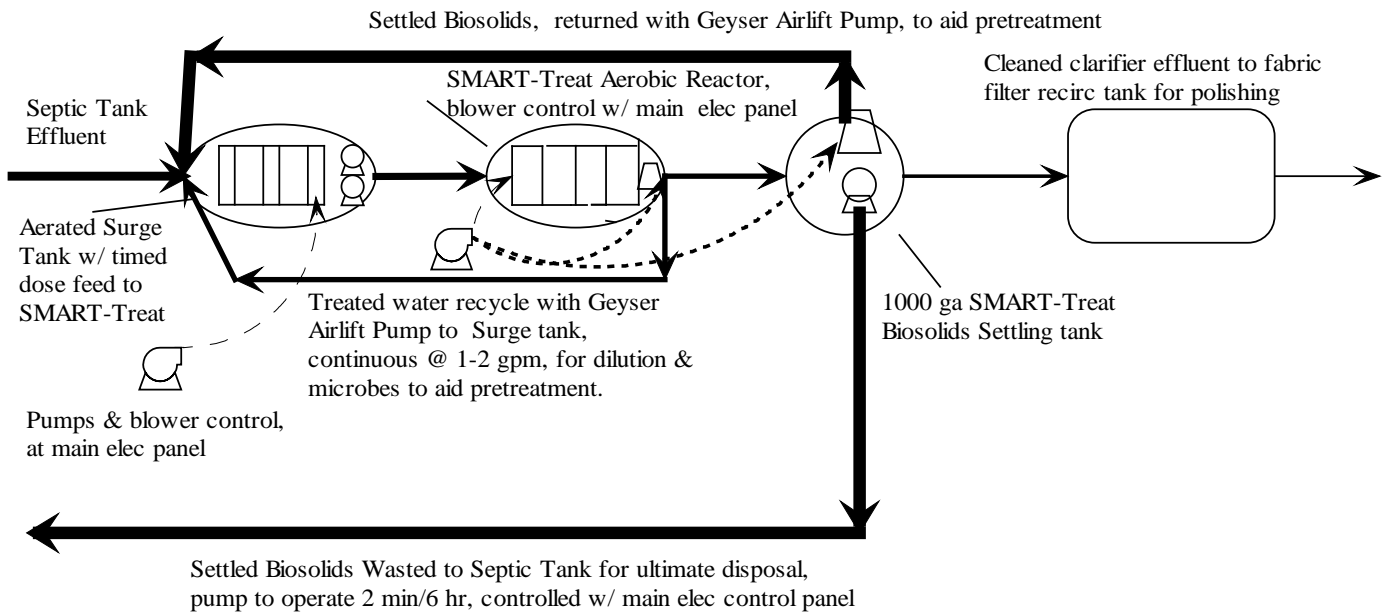 Settled Biosolids,  returned with Geyser Airlift Pump, to aid pretreatment
SMART-Treat Aerobic Reactor,
blower control w/ main  elec panel
Cleaned clarifier effluent to fabric
filter recirc tank for polishing
Septic Tank
Effluent
Aerated Surge
Tank w/ timed
dose feed to
SMART-Treat
Treated water recycle with Geyser
Airlift Pump to  Surge tank,
continuous @ 1-2 gpm, for dilution &
microbes to aid pretreatment.
1000 ga SMART-Treat
Biosolids Settling tank
Pumps & blower control,
at main elec panel
Settled Biosolids Wasted to Septic Tank for ultimate disposal,
pump to operate 2 min/6 hr, controlled w/ main elec control panel